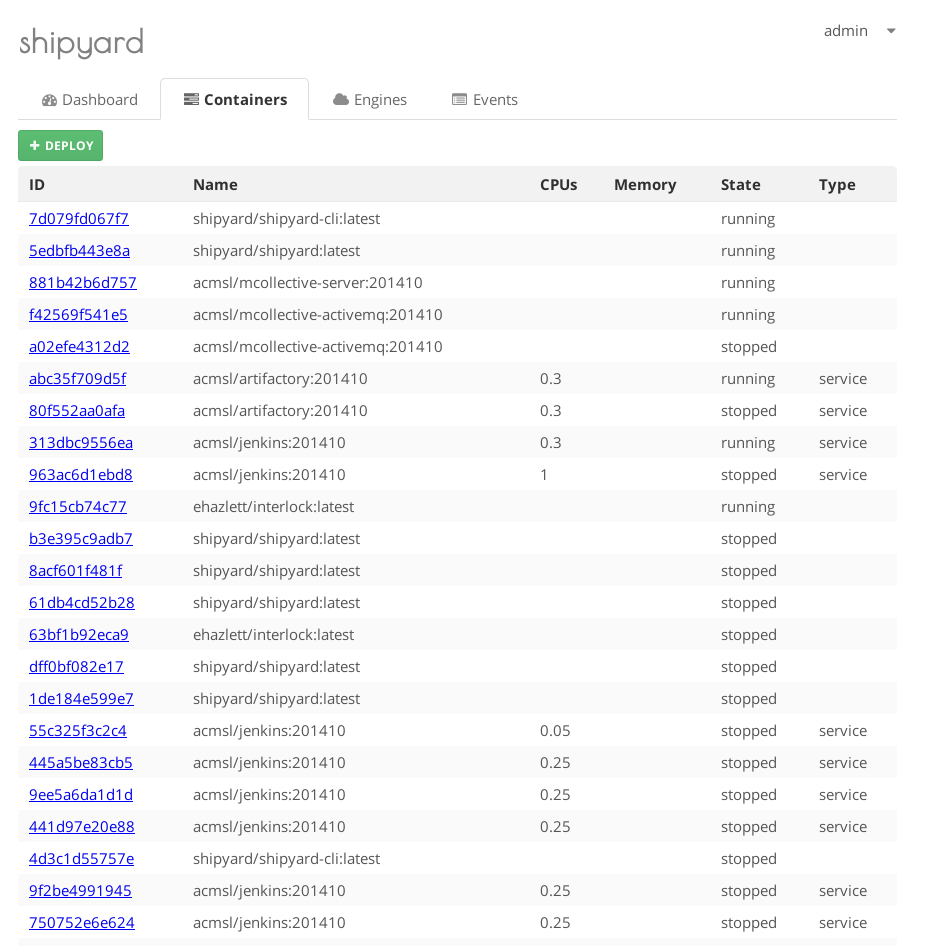 shipyard
admin
Dashboard Containers Engines Events
+ DEPLOY
ID Name CPUs Memory State Type
7d079fd067f7 shipyard/shipyard-cli:latest running
5edbfb443e8a shipyard/shipyard:latest running
881b42b6d757 acmsl/mcollective-server:201410 running
f42569f541e5 acmsl/mcollective-activemq:201410 running
a02efe4312d2 acmsl/mcollective-activemq:201410 stopped
abc35f709d5f acmsl/artifactory:201410 0.3 running service
80f552aa0afa acmsl/artifactory:201410 0.3 stopped service
313dbc9556ea acmsl/jenkins:201410 0.3 running service
963ac6d1ebd8 acmsl/jenkins:201410 1 stopped service
9fc15cb74c77 ehazlett/interlock:latest running
b3e395c9adb7 shipyard/shipyard:latest stopped
8acf601f481f shipyard/shipyard:latest stopped
61db4cd52b28 shipyard/shipyard:latest stopped
63bf1b92eca9 ehazlett/interlock:latest stopped
dff0bf082e17 shipyard/shipyard:latest stopped
1de184e599e7 shipyard/shipyard:latest stopped
55c325f3c2c4 acmsl/jenkins:201410 0.05 stopped service
445a5be83cb5 acmsl/jenkins:201410 0.25 stopped service
9ee5a6da1d1d acmsl/jenkins:201410 0.25 stopped service
441d97e20e88 acmsl/jenkins:201410 0.25 stopped service
4d3c1d55757e shipyard/shipyard-cli:latest stopped
9f2be4991945 acmsl/jenkins:201410 0.25 stopped service
750752e6e624 acmsl/jenkins:201410 0.25 stopped service